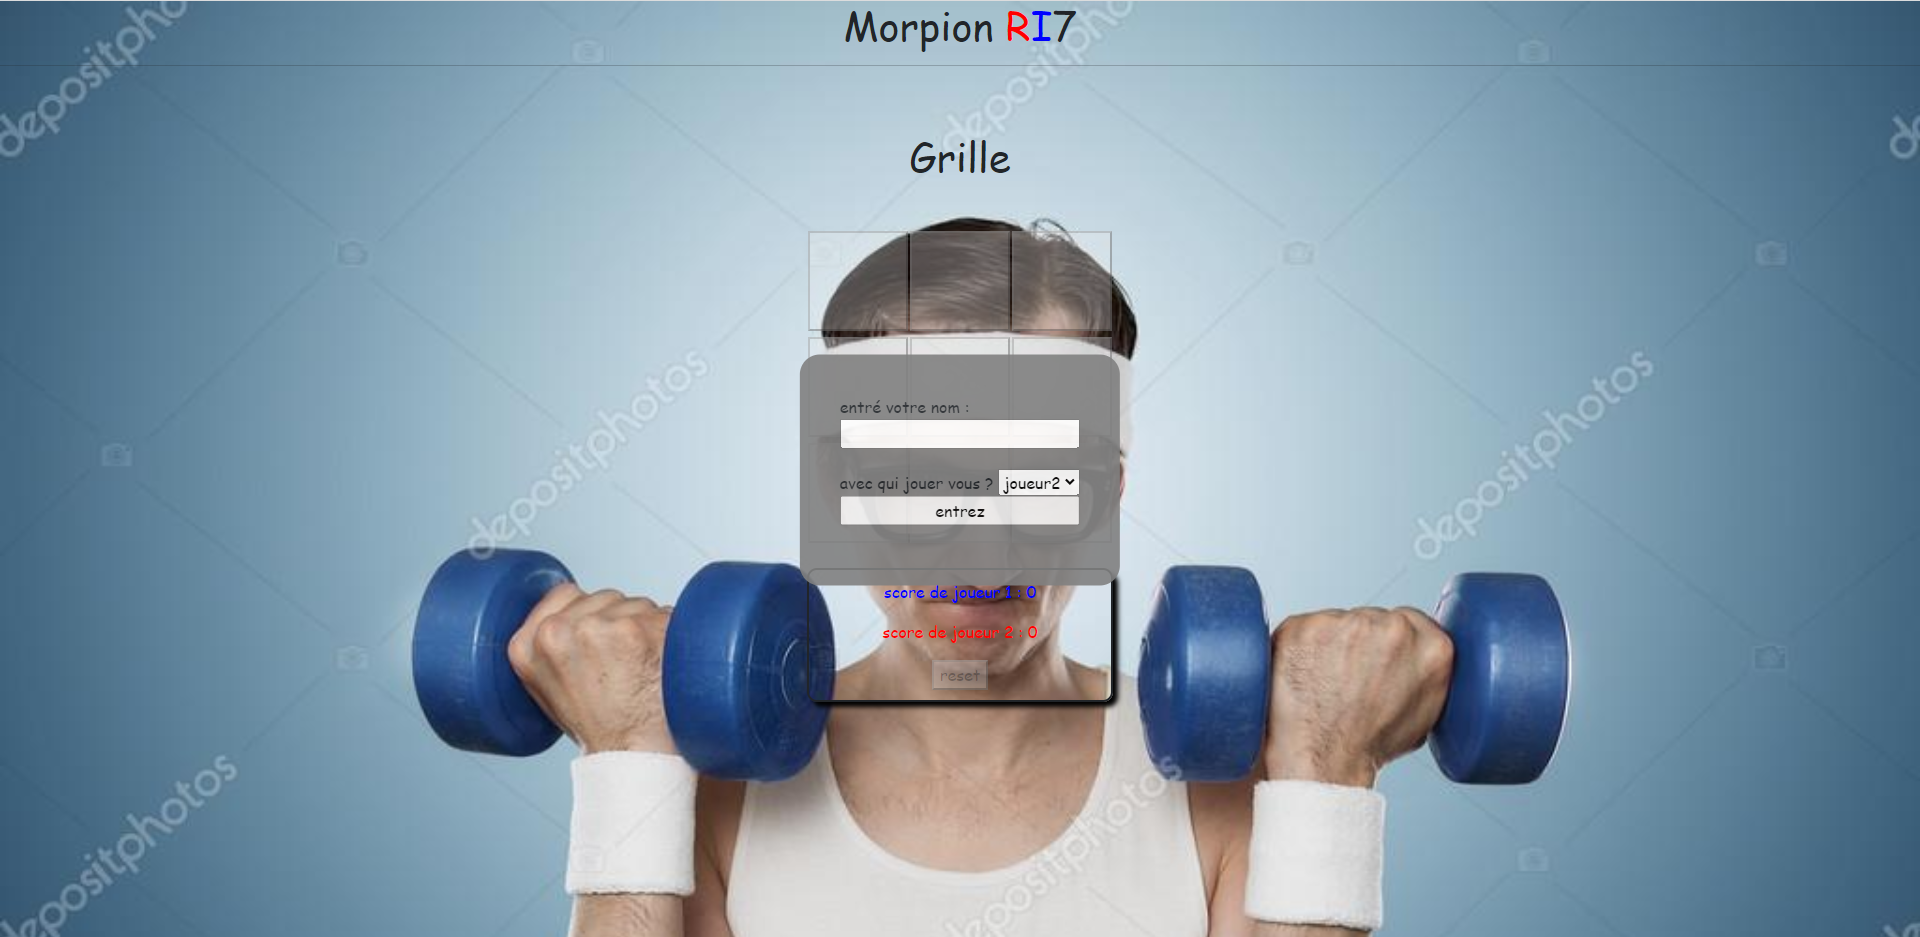 Morpion RI7
Grille
entré votre nom :
avec qui jouer vous ? joueur2
entrez
score de joueur 1 : 0
score de joueur 2 : 0
reset
depositphotos
depositphotos
depositphotos
depositphotos
depositphotos
depositphotos